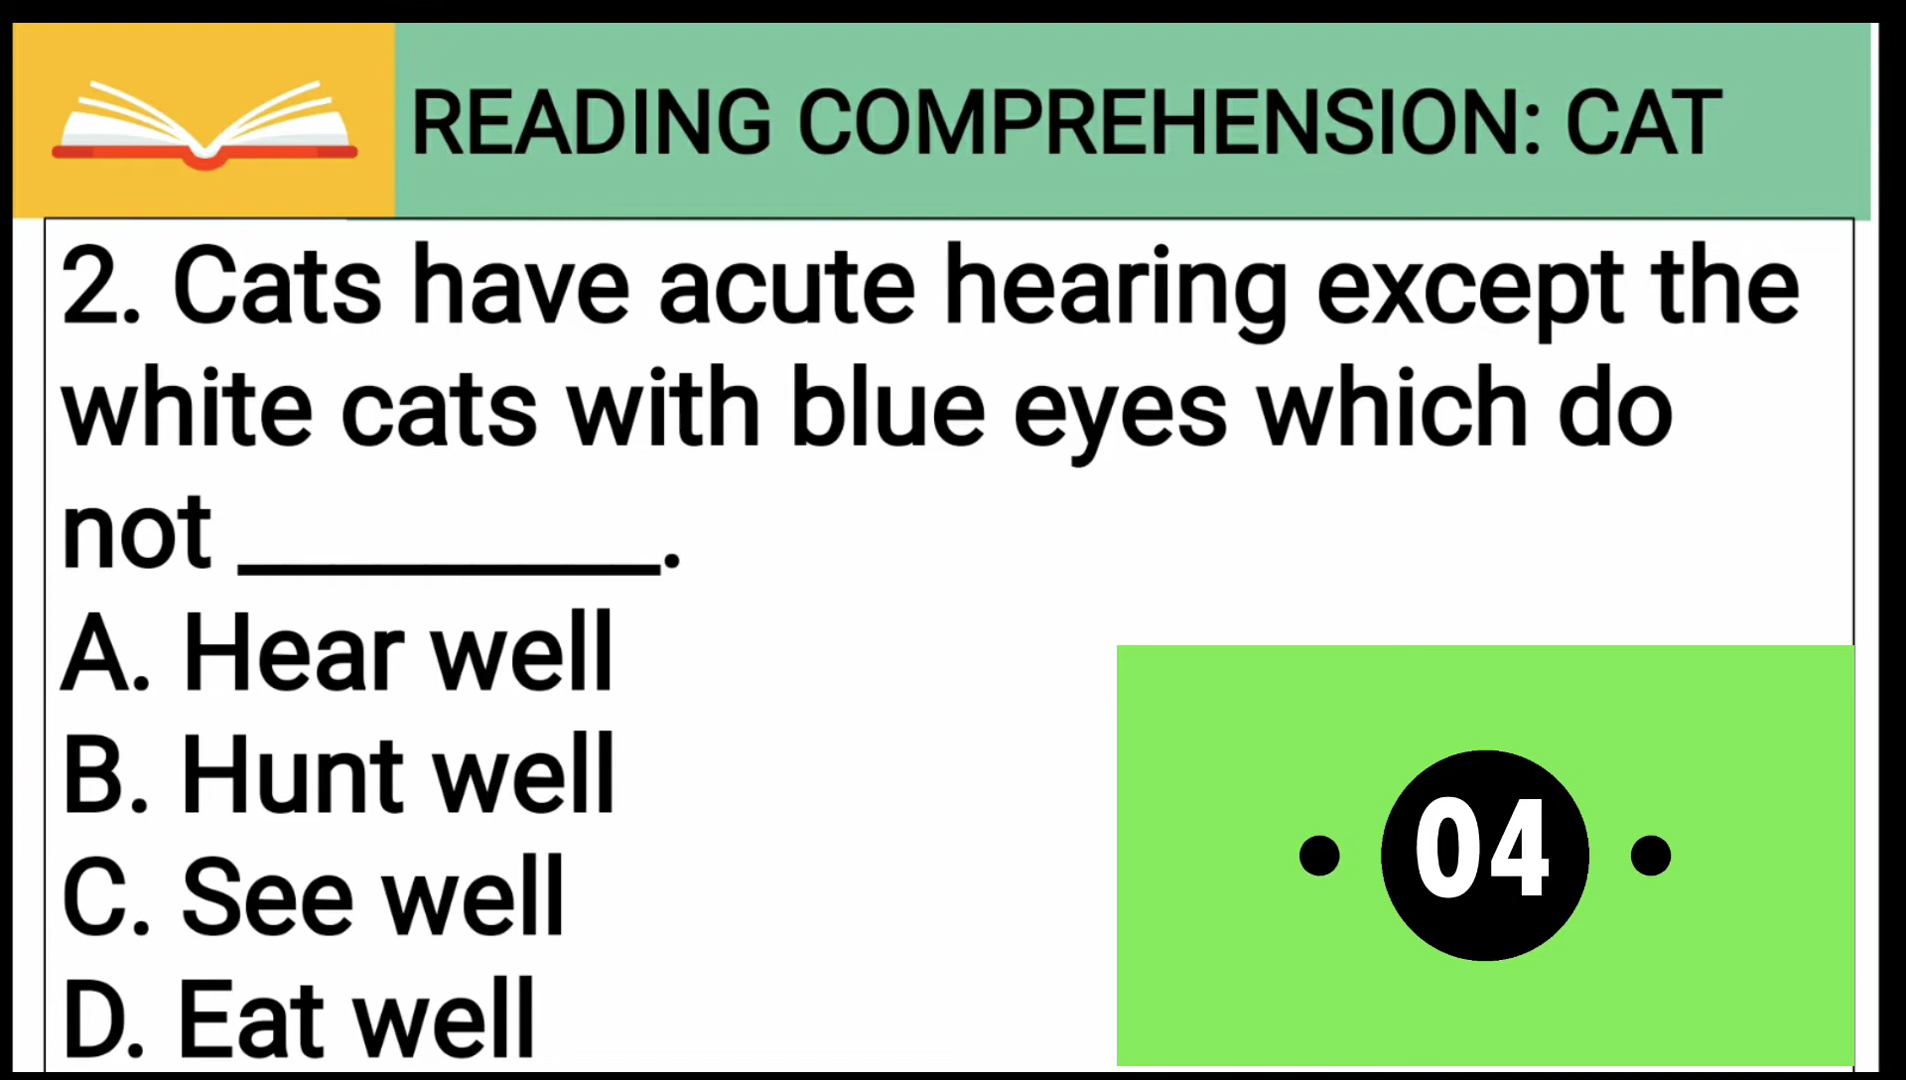 READING COMPREHENSION: CAT
2. Cats have acute hearing except the
white cats with blue eyes which do
not ________.
A. Hear well
B. Hunt well
C. See well
D. Eat well
04